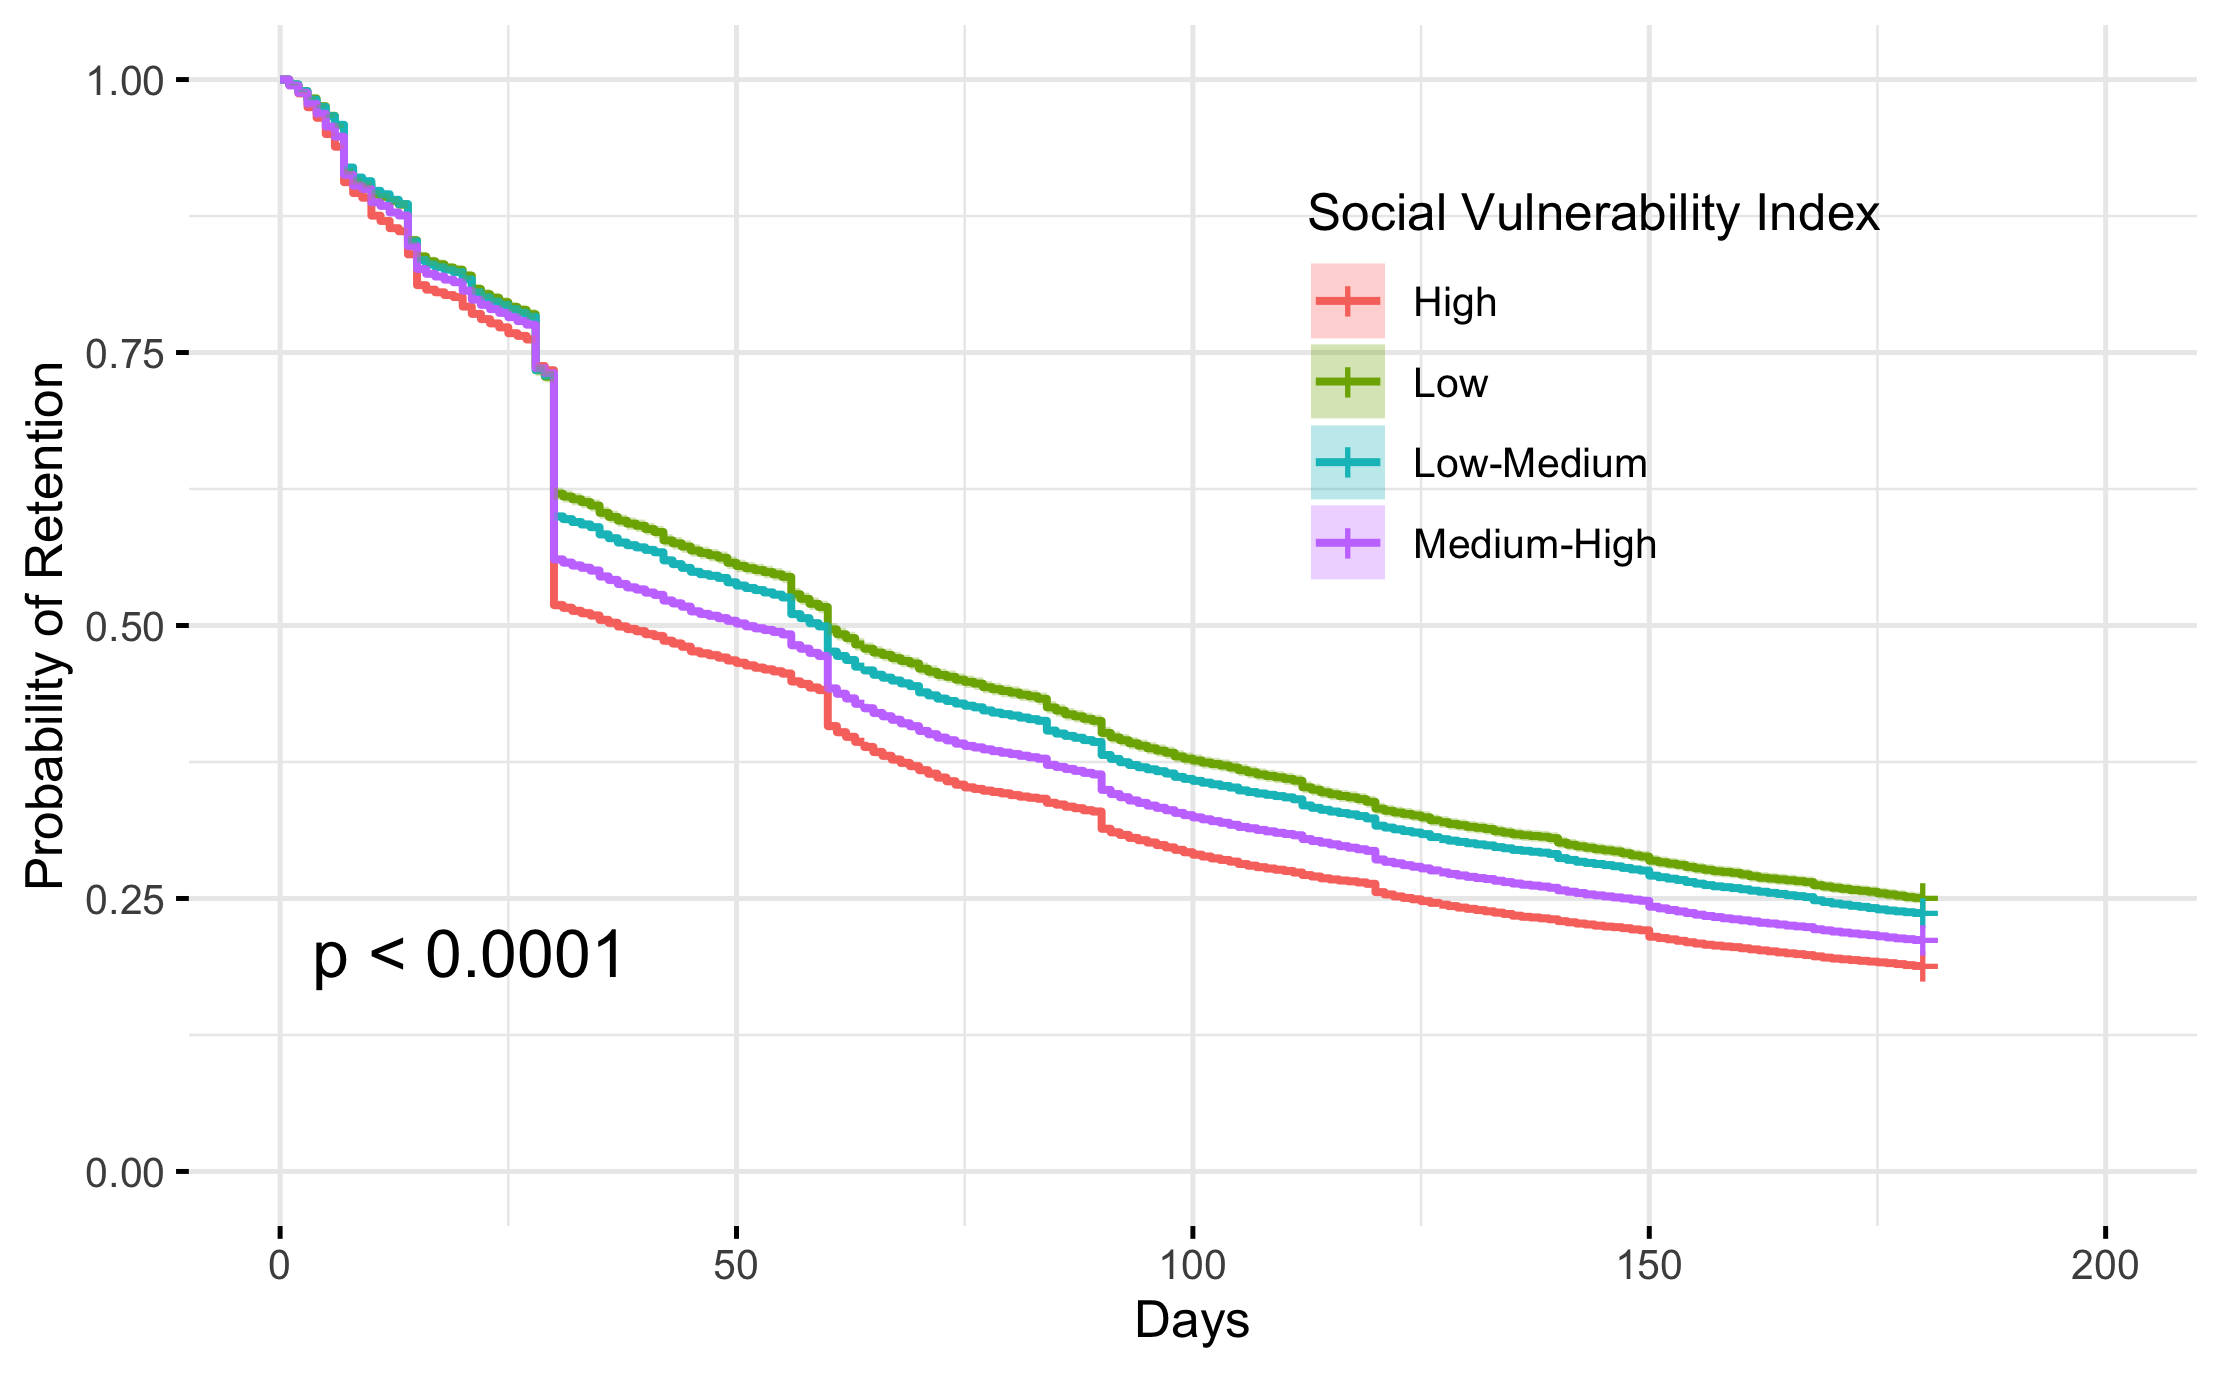 Probability of Retention
1.00
0.75
0.50
0.25
0.00
Social Vulnerability Index
High
Low
Low-Medium
Medium-High
p < 0.0001
0
50
100
150
200
Days